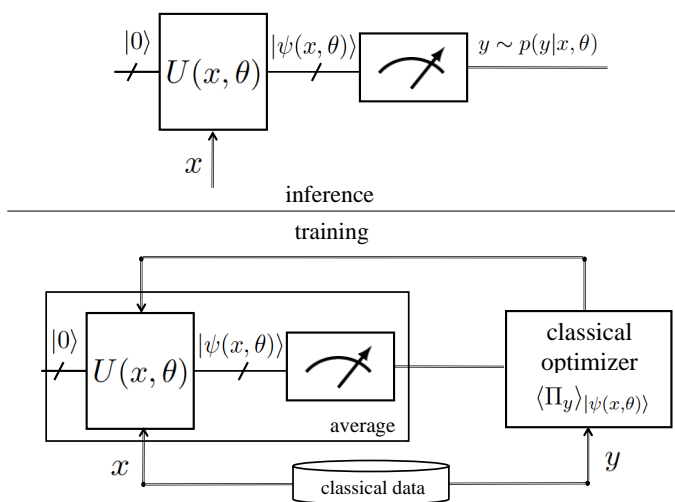 |0⟩
U(x, θ)
|ψ(x, θ)⟩
y ∼ p(y|x, θ)
x
inference
training
|0⟩
U(x, θ)
|ψ(x, θ)⟩
average
classical
optimizer
⟨Π_y⟩_{|ψ(x,θ)⟩}
x
classical data
y